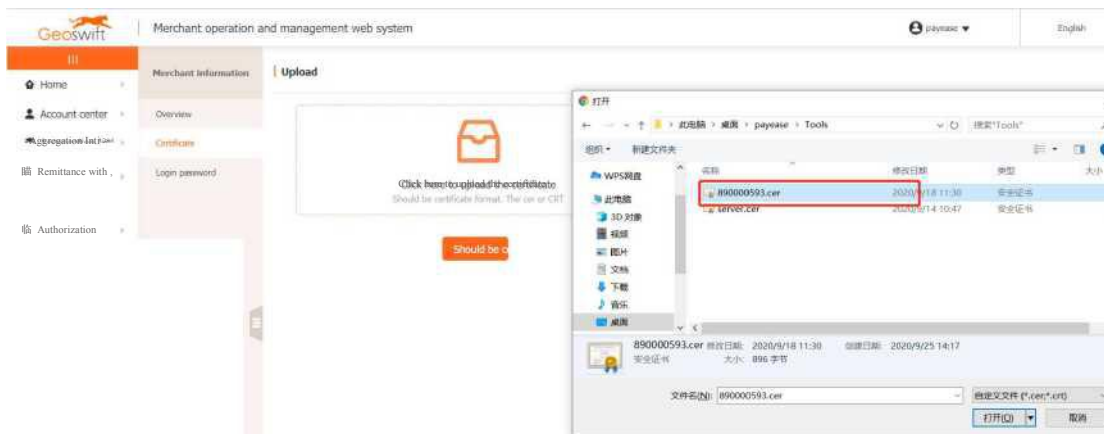 Geoswift
Merchant operation and management web system
payease
English
Home
Account center
Remittance with ,
Authorization
Merchant Information
Overview
Certificate
Login password
Upload
Click here to upload the certificate
Should be certificate format. The cer or CRT
Should be c
打开
此电脑 > 桌面 > payease > Tools
搜索"Tools"
组织
新建文件夹
名称
修改日期
类型
大小
WPS网盘
此电脑
3D 对象
视频
图片
文档
下载
音乐
桌面
890000593.cer
2020/9/18 11:30
安全证书
server.cer
2020/9/14 10:47
安全证书
890000593.cer 修改日期: 2020/9/18 11:30
创建日期: 2020/9/25 14:17
安全证书
大小: 896 字节
文件名(N): 890000593.cer
自定义文件 (*.cer;*.crt)
打开(O)
取消